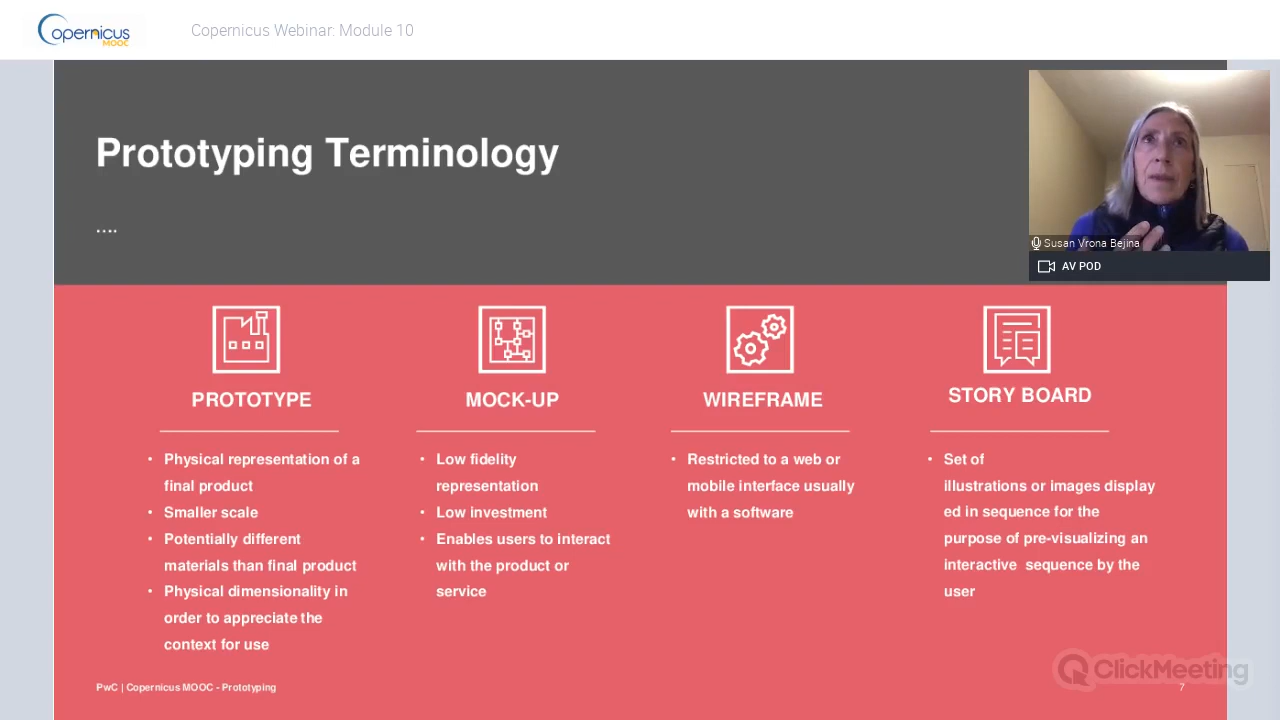 Copernicus
MOOC
Copernicus Webinar: Module 10
Prototyping Terminology
....
Susan Vrona Bejina
AV POD
PROTOTYPE
• Physical representation of a
final product
• Smaller scale
• Potentially different
materials than final product
• Physical dimensionality in
order to appreciate the
context for use
MOCK-UP
• Low fidelity
representation
• Low investment
• Enables users to interact
with the product or
service
WIREFRAME
• Restricted to a web or
mobile interface usually
with a software
STORY BOARD
• Set of
illustrations or images display
ed in sequence for the
purpose of pre-visualizing an
interactive sequence by the
user
PwC | Copernicus MOOC - Prototyping
ClickMeeting
7